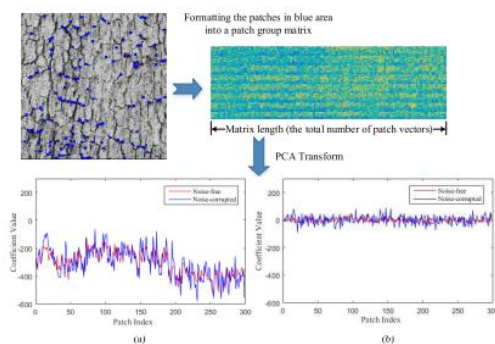 Formatting the patches in blue area
into a patch group matrix
Matrix length (the total number of patch vectors)
PCA Transform
200
0
-200
-400
-600
Coefficient Value
Noise-free
Noise-corrupted
0
50
100
150
200
250
300
Patch Index
(a)
200
0
-200
-400
-600
Coefficient Value
Noise-free
Noise-corrupted
0
50
100
150
200
250
300
Patch Index
(b)